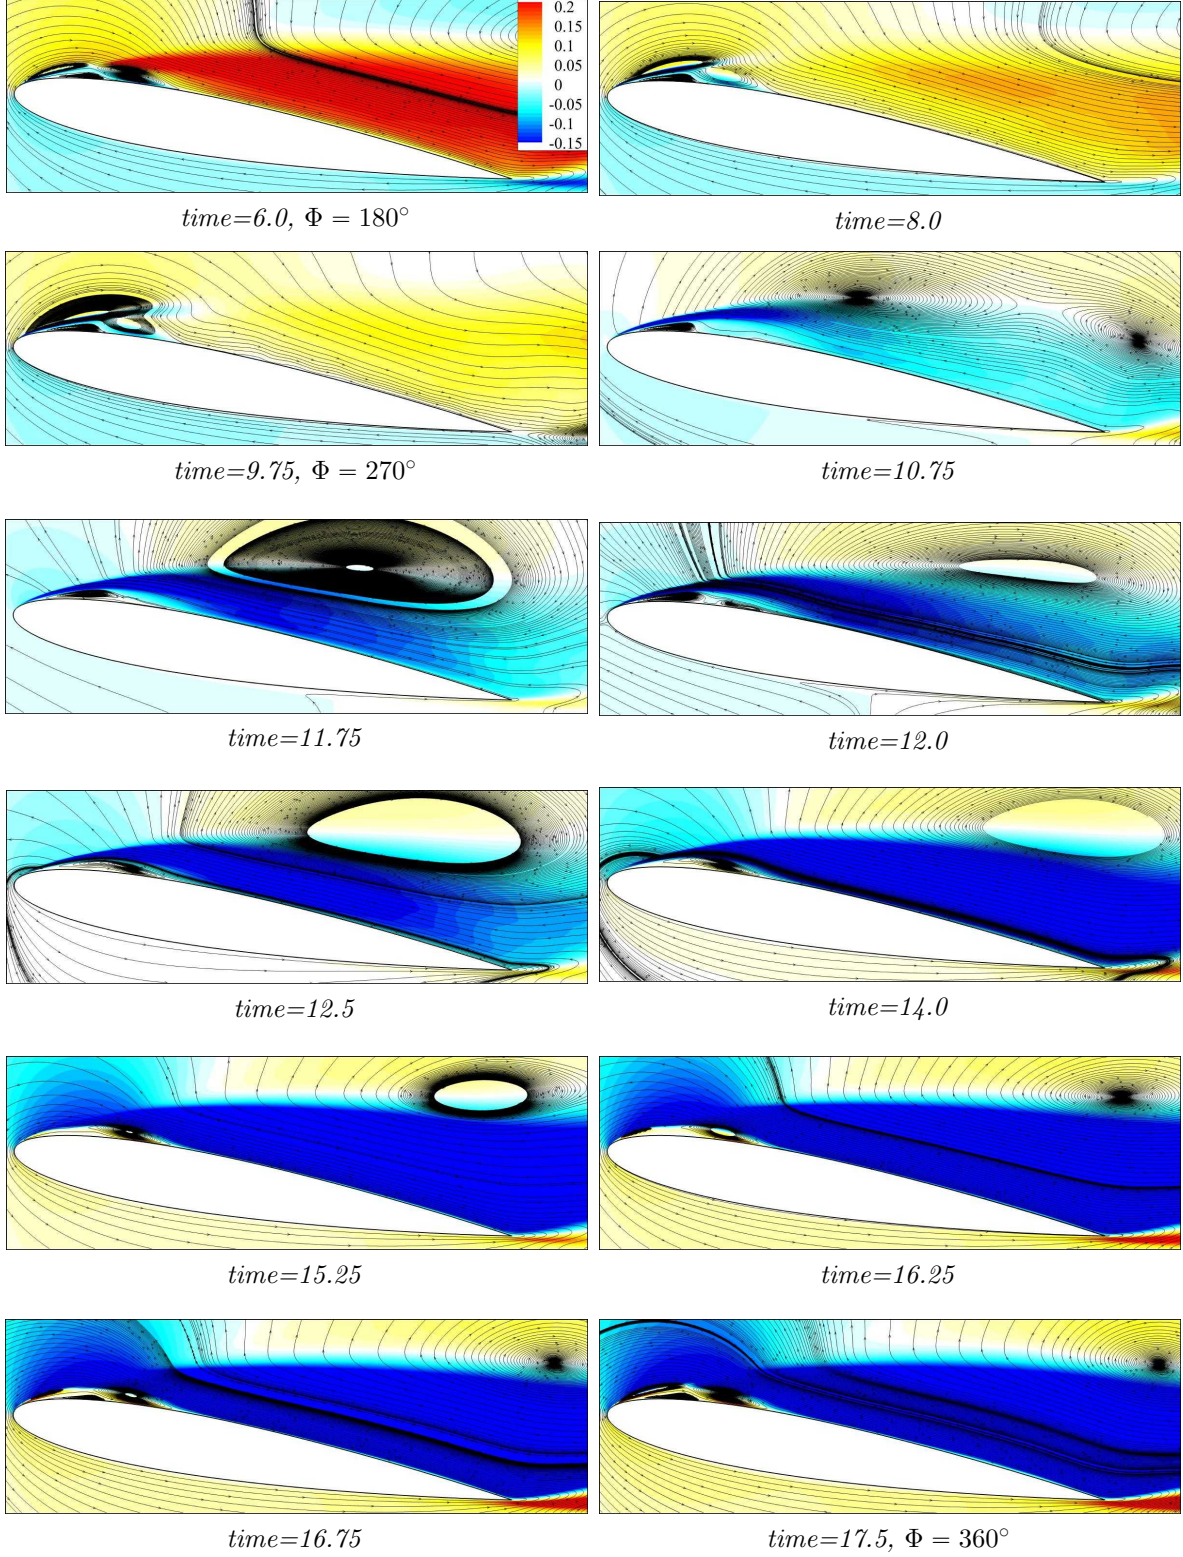 0.2
0.15
0.1
0.05
0
-0.05
-0.1
-0.15
time=6.0, Φ = 180°
time=8.0
time=9.75, Φ = 270°
time=10.75
time=11.75
time=12.0
time=12.5
time=14.0
time=15.25
time=16.25
time=16.75
time=17.5, Φ = 360°